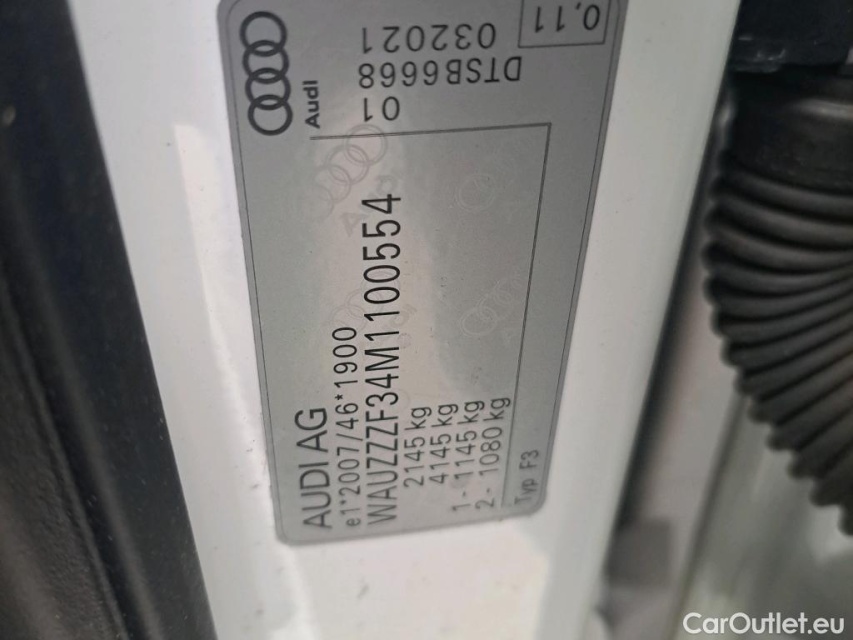 AUDI AG
e1*2007/46*1900
WAUZZZF34M1100554
2145 kg
4145 kg
1- 1145 kg
2- 1080 kg
Typ F3
Audi
01
DTSB6668
032021
0,11
CarOutlet.eu